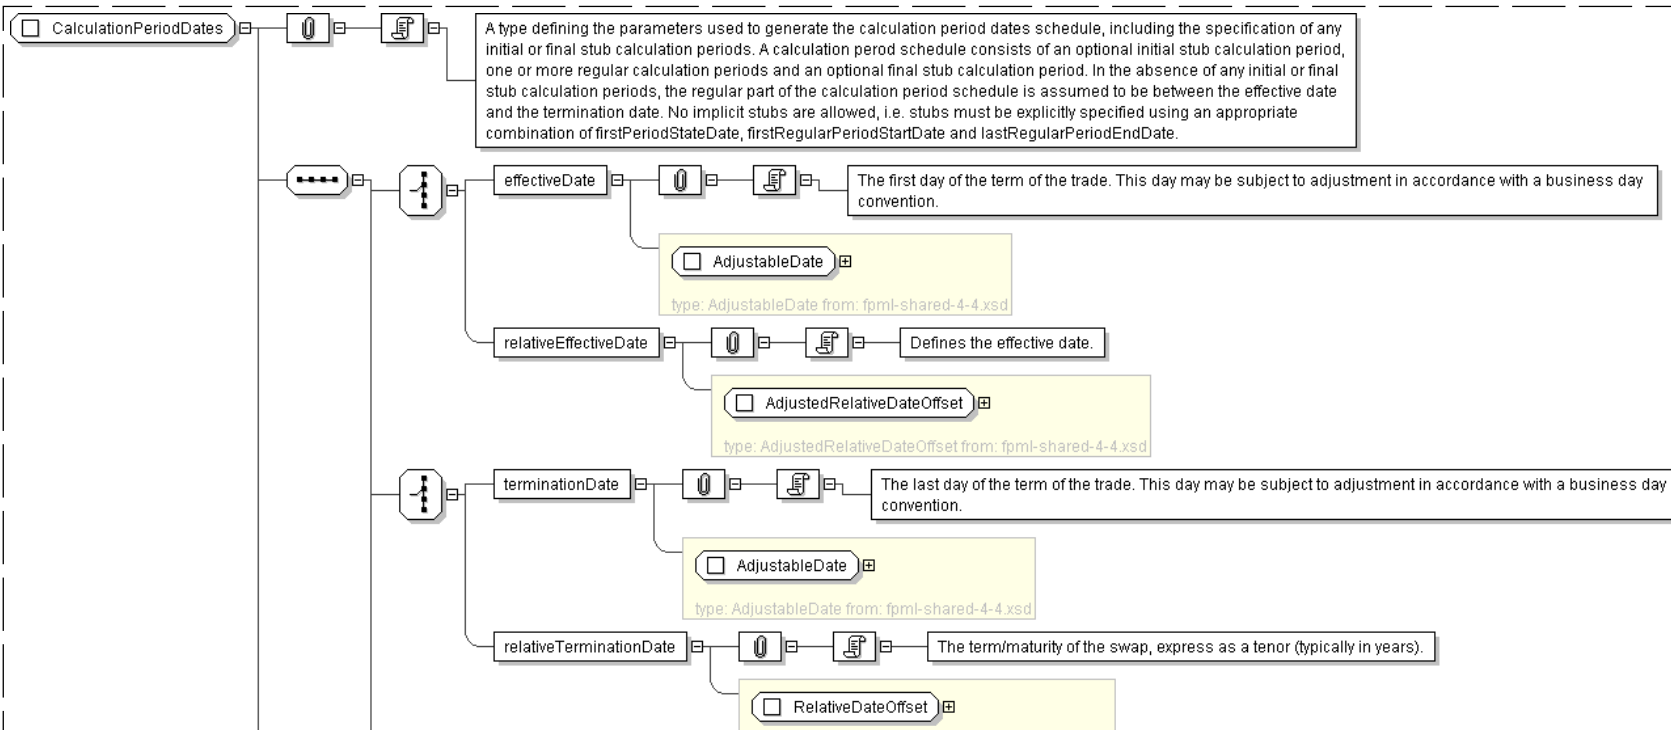 CalculationPeriodDates
A type defining the parameters used to generate the calculation period dates schedule, including the specification of any
initial or final stub calculation periods. A calculation perod schedule consists of an optional initial stub calculation period,
one or more regular calculation periods and an optional final stub calculation period. In the absence of any initial or final
stub calculation periods, the regular part of the calculation period schedule is assumed to be between the effective date
and the termination date. No implicit stubs are allowed, i.e. stubs must be explicitly specified using an appropriate
combination of firstPeriodStateDate, firstRegularPeriodStartDate and lastRegularPeriodEndDate.
effectiveDate
The first day of the term of the trade. This day may be subject to adjustment in accordance with a business day
convention.
AdjustableDate
type: AdjustableDate from: fpml-shared-4-4.xsd
relativeEffectiveDate
Defines the effective date.
AdjustedRelativeDateOffset
type: AdjustedRelativeDateOffset from: fpml-shared-4-4.xsd
terminationDate
The last day of the term of the trade. This day may be subject to adjustment in accordance with a business day
convention.
AdjustableDate
type: AdjustableDate from: fpml-shared-4-4.xsd
relativeTerminationDate
The term/maturity of the swap, express as a tenor (typically in years).
RelativeDateOffset